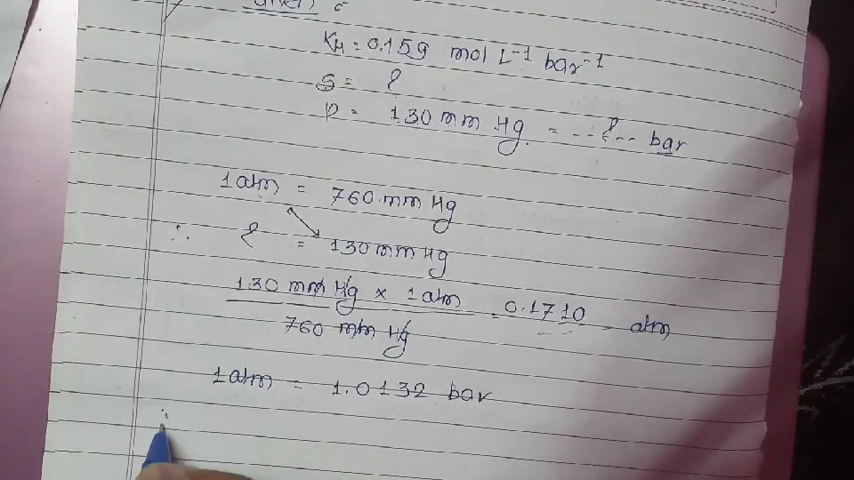 Given :
KH = 0.159 mol L⁻¹ bar⁻¹
S = ?
P = 130 mm Hg = ---?--- bar
1 atm = 760 mm Hg
∴ ? = 130 mm Hg
130 mm Hg × 1 atm = 0.1710 atm
760 mm Hg
1 atm = 1.0132 bar